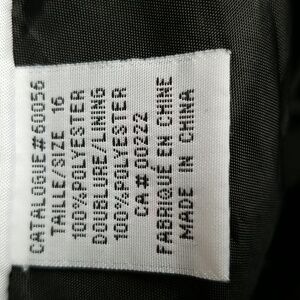 CATALOGUE#60056
TAILLE/SIZE 16
100%POLYESTER
DOUBLURE/LINING
100%POLYESTER
CA#00222
FABRIQUE EN CHINE
MADE IN CHINA